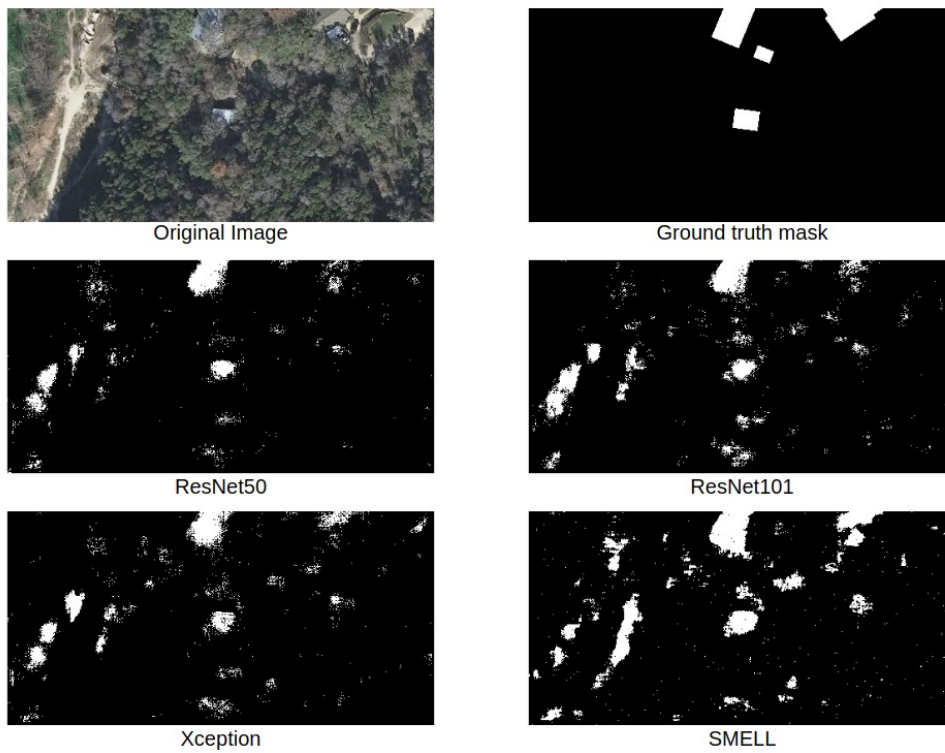 Original Image
Ground truth mask
ResNet50
ResNet101
Xception
SMELL